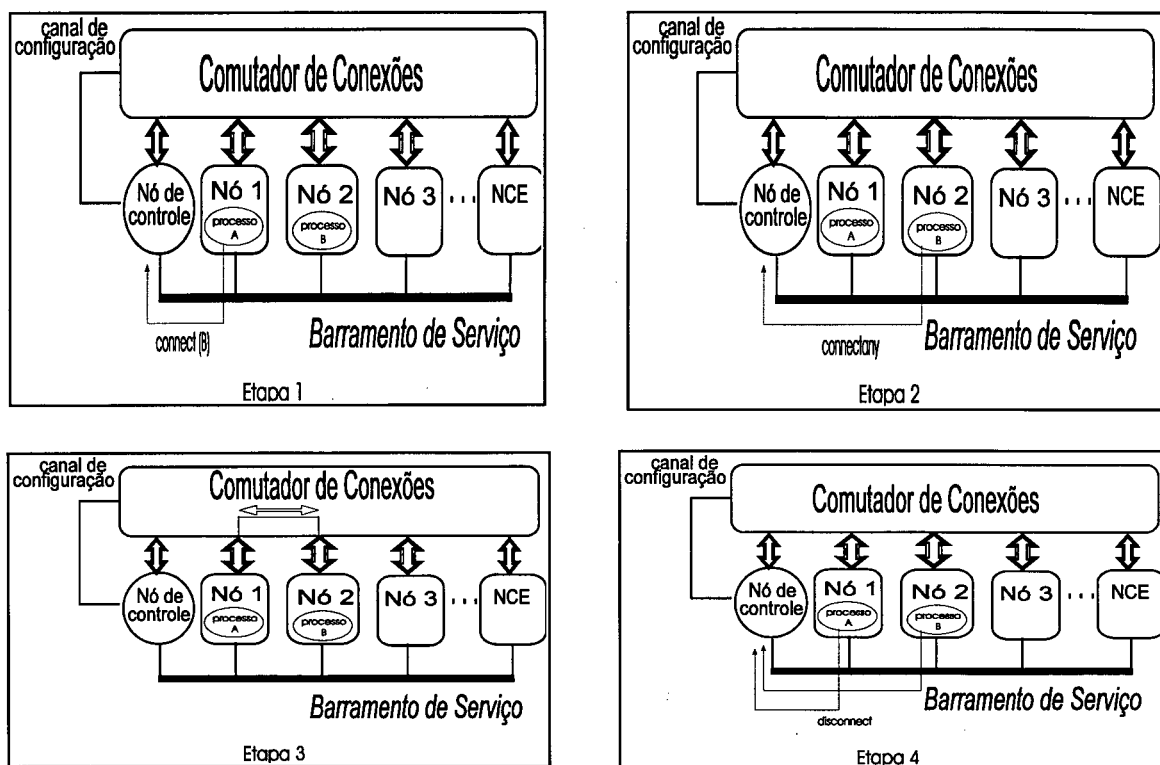 canal de
configuração
Comutador de Conexões
Nó de
controle
Nó 1
processo
A
Nó 2
processo
B
Nó 3
...
NCE
connect (B)
Barramento de Serviço
Etapa 1
canal de
configuração
Comutador de Conexões
Nó de
controle
Nó 1
processo
A
Nó 2
processo
B
Nó 3
...
NCE
connectany
Barramento de Serviço
Etapa 2
canal de
configuração
Comutador de Conexões
Nó de
controle
Nó 1
processo
A
Nó 2
processo
B
Nó 3
...
NCE
Barramento de Serviço
Etapa 3
canal de
configuração
Comutador de Conexões
Nó de
controle
Nó 1
processo
A
Nó 2
processo
B
Nó 3
...
NCE
disconnect
Barramento de Serviço
Etapa 4